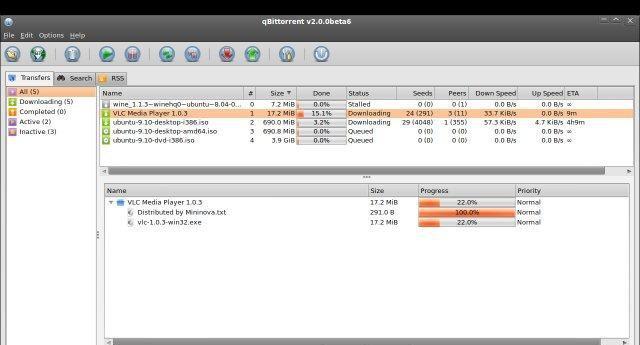 qBittorrent v2.0.0beta6
File Edit Options Help
Transfers Search RSS
All (5)
Downloading (5)
Completed (0)
Active (2)
Inactive (3)
Name # Size Done Status Seeds Peers Down Speed Up Speed ETA
wine_1.1.3~winehq0~ubuntu~8.04-0... 0 7.2 MiB 0.0% Stalled 0 (0) 0 (1) 0.0 B/s 0.0 B/s ∞
VLC Media Player 1.0.3 1 17.2 MiB 15.1% Downloading 24 (291) 3 (11) 33.7 KiB/s 0.0 B/s 9m
ubuntu-9.10-desktop-i386.iso 2 690.0 MiB 3.2% Downloading 29 (4048) 1 (355) 57.3 KiB/s 4.7 KiB/s 4h9m
ubuntu-9.10-desktop-amd64.iso 3 690.8 MiB 0.0% Queued 0 (0) 0 (0) 0.0 B/s 0.0 B/s ∞
ubuntu-9.10-dvd-i386.iso 4 3.9 GiB 0.0% Queued 0 (0) 0 (0) 0.0 B/s 0.0 B/s ∞
Name Size Progress Priority
VLC Media Player 1.0.3 17.2 MiB 22.0% Normal
Distributed by Mininova.txt 291.0 B 100.0% Normal
vlc-1.0.3-win32.exe 17.2 MiB 22.0% Normal